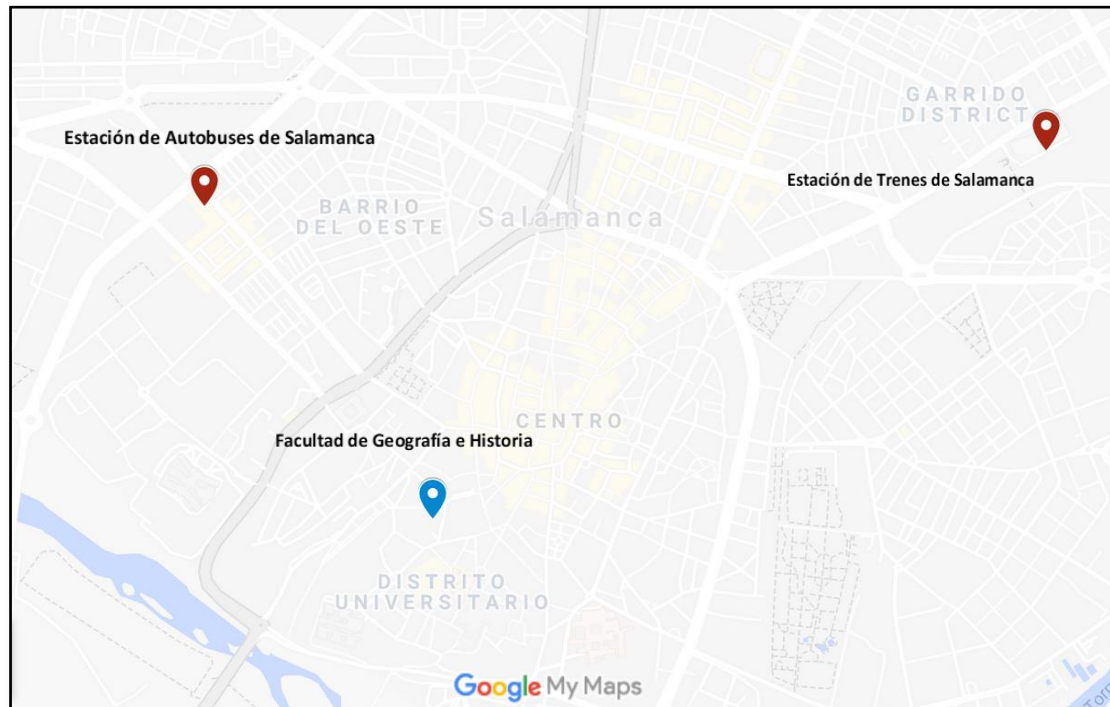 GARRIDO
DISTRICT
Estación de Autobuses de Salamanca
Estación de Trenes de Salamanca
BARRIO
DEL OESTE
Salamanca
CENTRO
Facultad de Geografía e Historia
DISTRITO
UNIVERSITARIO
Google My Maps